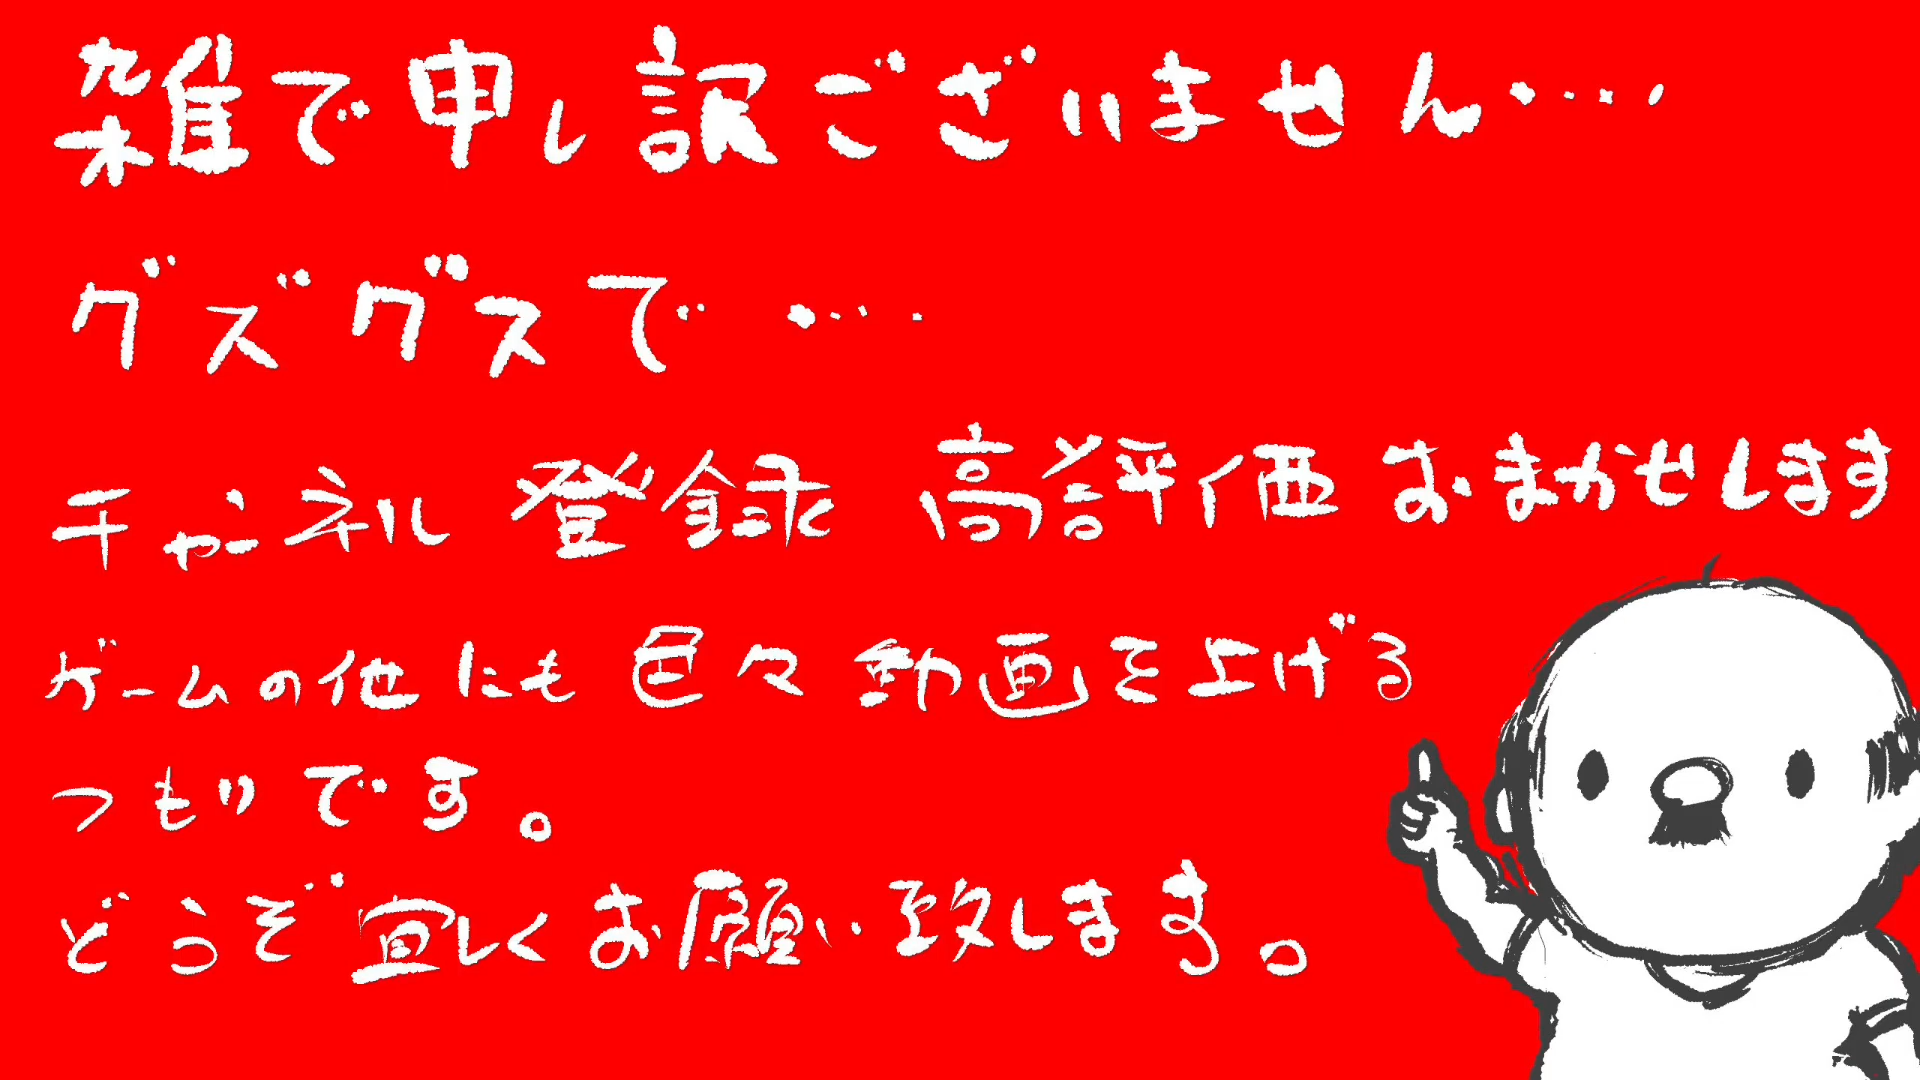 雑で申し訳ございません・・・・
グズグズで・・・・
チャンネル 登録 高評価 おまかせします
ゲームの他にも色々動画を上げる
つもりです。
どうぞ宜しくお願い致します。